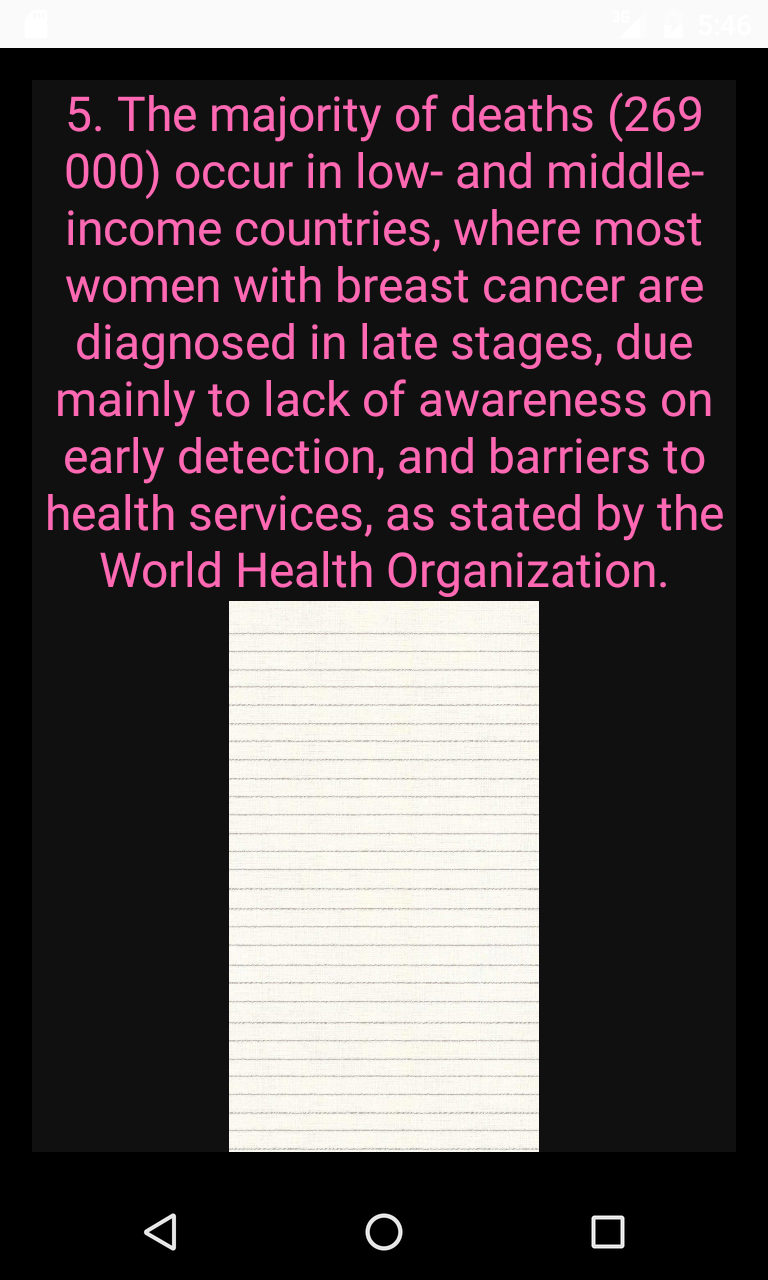 5:46
5. The majority of deaths (269
000) occur in low- and middle-
income countries, where most
women with breast cancer are
diagnosed in late stages, due
mainly to lack of awareness on
early detection, and barriers to
health services, as stated by the
World Health Organization.